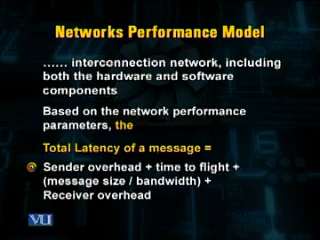 Networks Performance Model
...... interconnection network, including
both the hardware and software
components
Based on the network performance
parameters, the
Total Latency of a message =
Sender overhead + time to flight +
(message size / bandwidth) +
Receiver overhead
VU